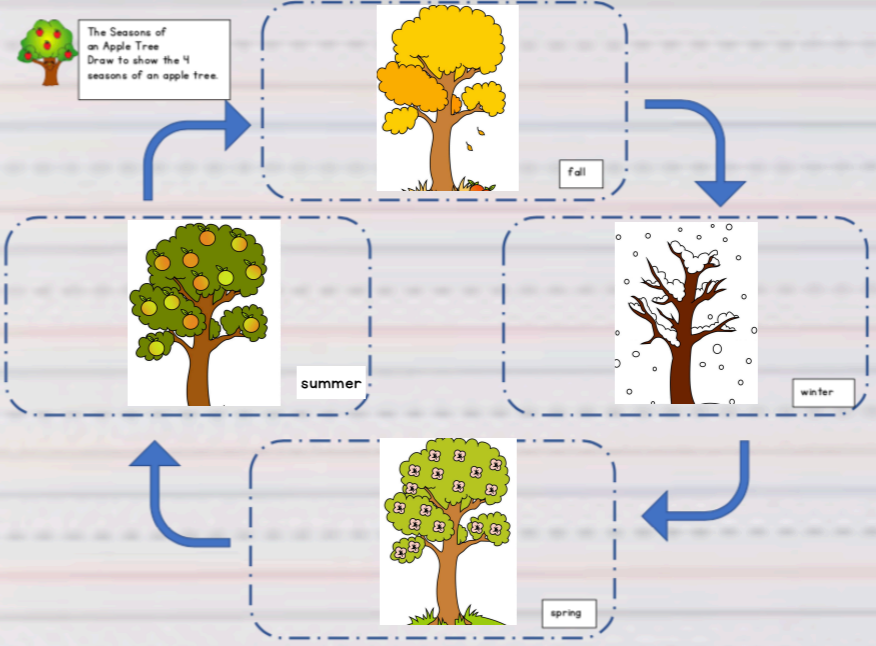 The Seasons of
an Apple Tree
Draw to show the 4
seasons of an apple tree.
fall
summer
winter
spring